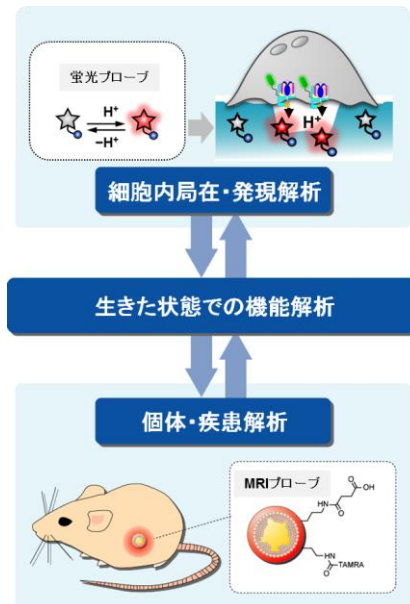 蛍光プローブ
H⁺
−H⁺
H⁺
細胞内局在・発現解析
生きた状態での機能解析
個体・疾患解析
MRIプローブ
OH
O
HN
O
HN
O
TAMRA